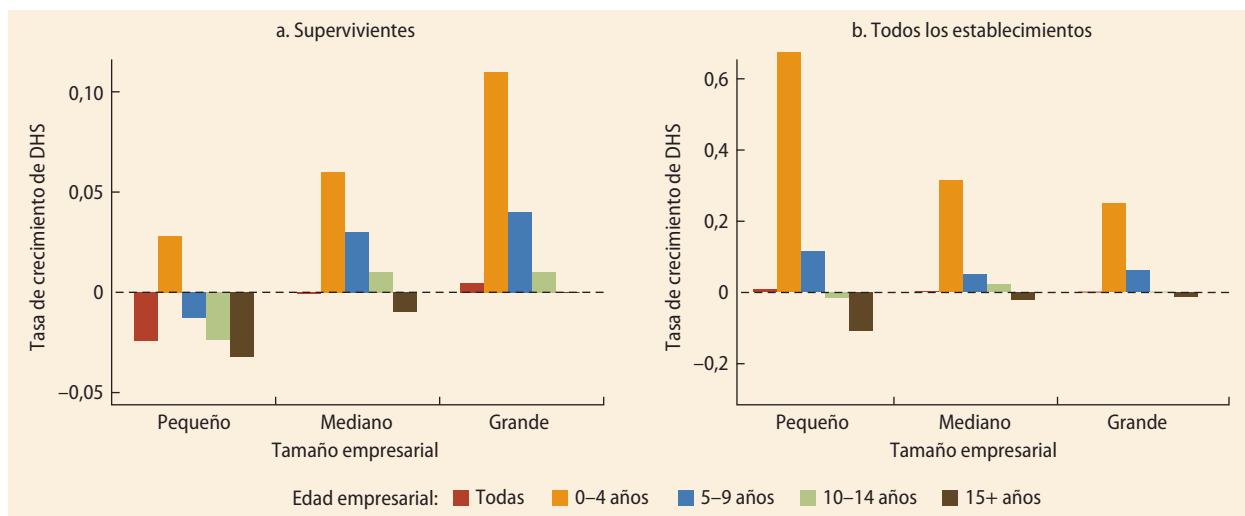 a. Supervivientes
Tasa de crecimiento de DHS
0,10
0,05
0
–0,05
Pequeño Mediano Grande
Tamaño empresarial
b. Todos los establecimientos
Tasa de crecimiento de DHS
0,6
0,4
0,2
0
–0,2
Pequeño Mediano Grande
Tamaño empresarial
Edad empresarial: Todas 0–4 años 5–9 años 10–14 años 15+ años